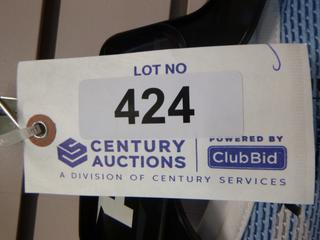 LOT NO
424
CENTURY
AUCTIONS
POWERED BY
ClubBid
A DIVISION OF CENTURY SERVICES